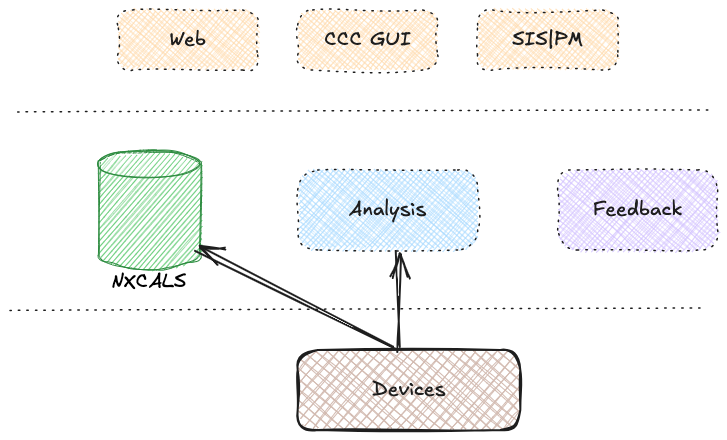 Web
CCC GUI
SIS|PM
Analysis
Feedback
NXCALS
Devices